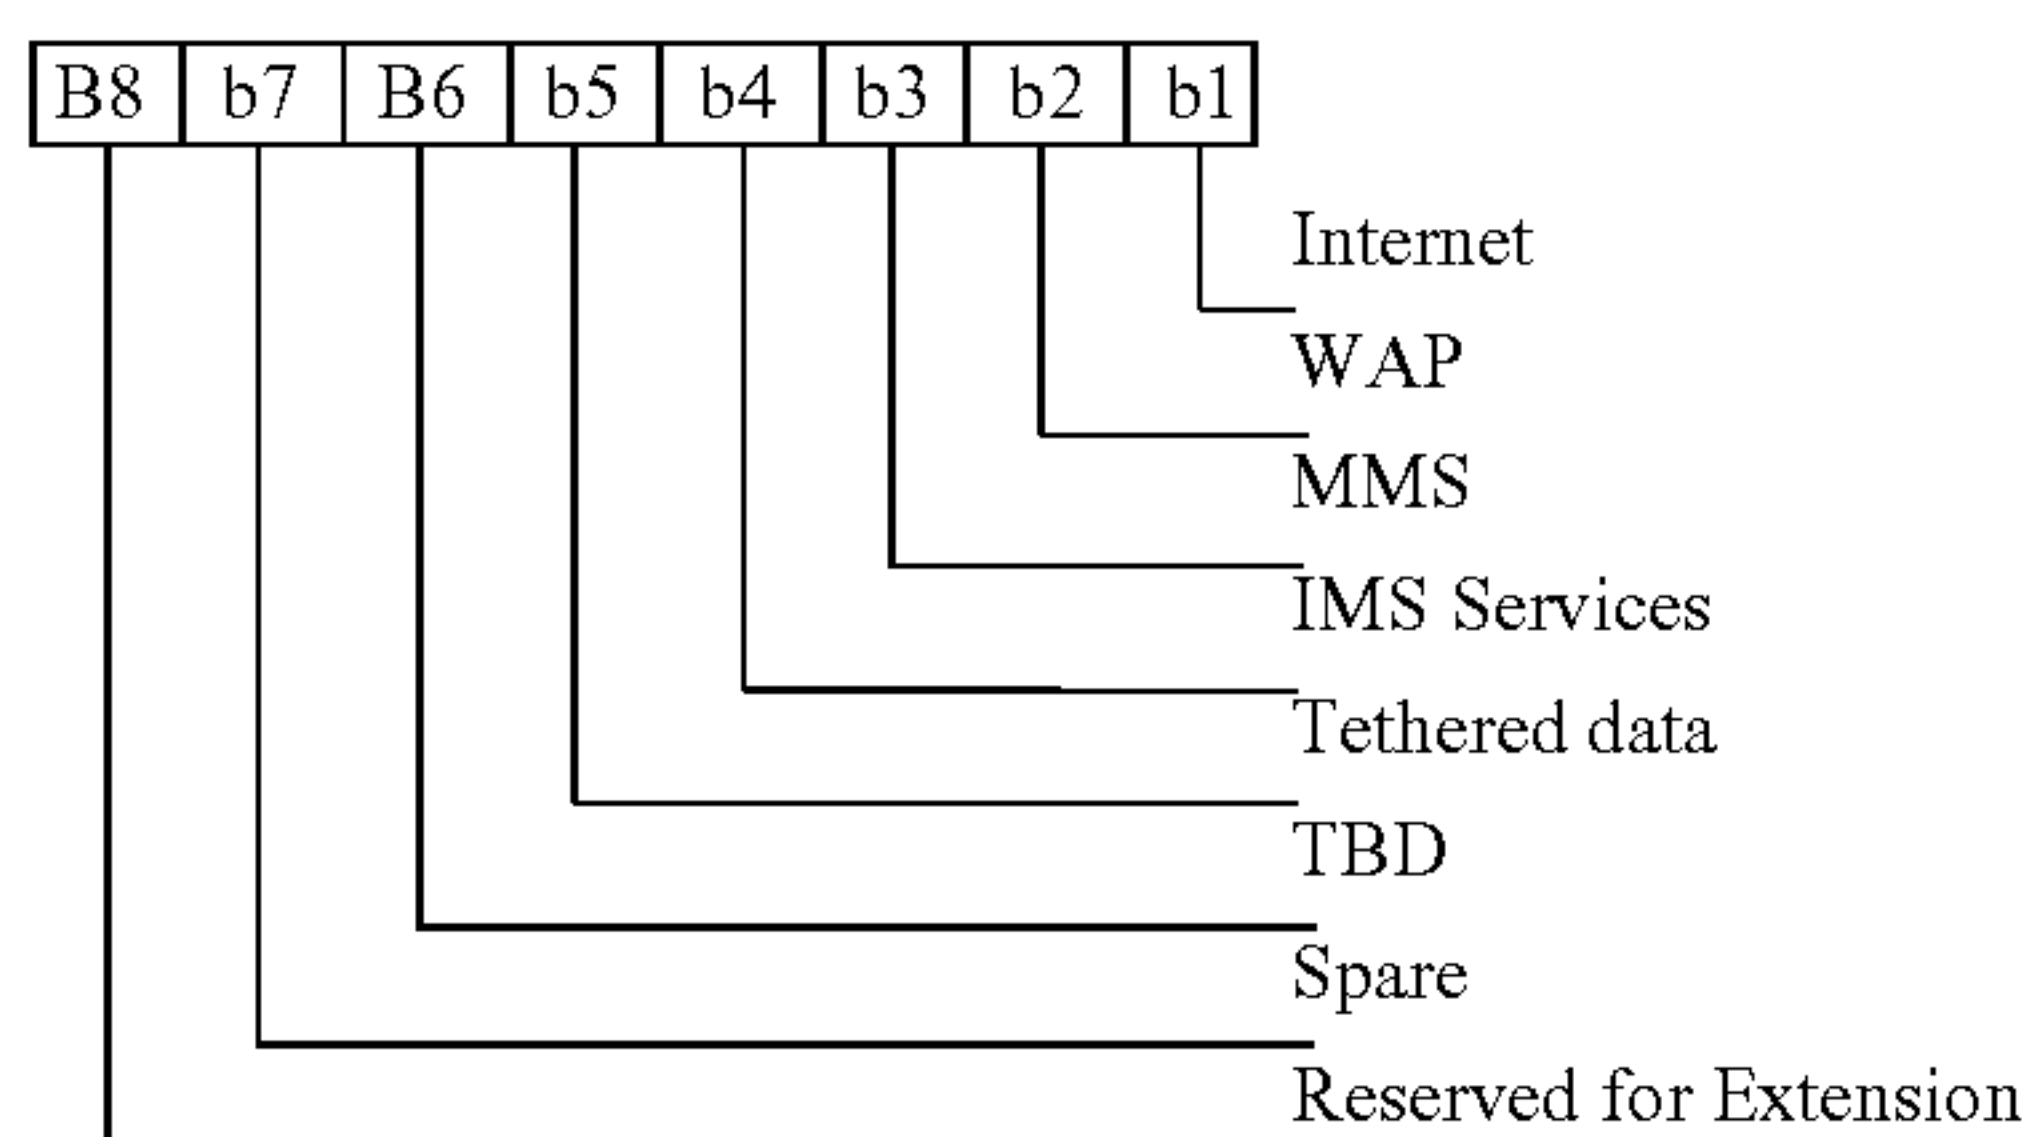 B8 b7 B6 b5 b4 b3 b2 b1
Internet
WAP
MMS
IMS Services
Tethered data
TBD
Spare
Reserved for Extension